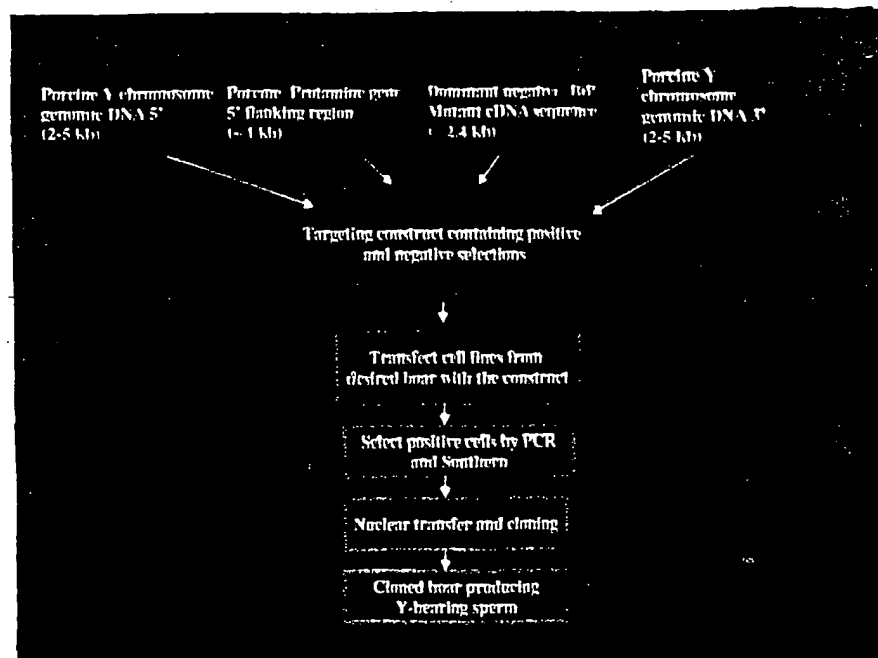 Porcine Y chromosome
genomic DNA 5'
(2-5 kb)
Porcine Protamine gene
5' flanking region
(~ 1 kb)
Dominant negative
Mutant cDNA sequence
2.4 kb)
Porcine Y
chromosome
genomic DNA 3'
(2-5 kb)
Targeting construct containing positive
and negative selections
Transfect cell lines from
desired boar with the construct
Select positive cells by PCR
and Southern
Nuclear transfer and cloning
Cloned boar producing
Y-bearing sperm